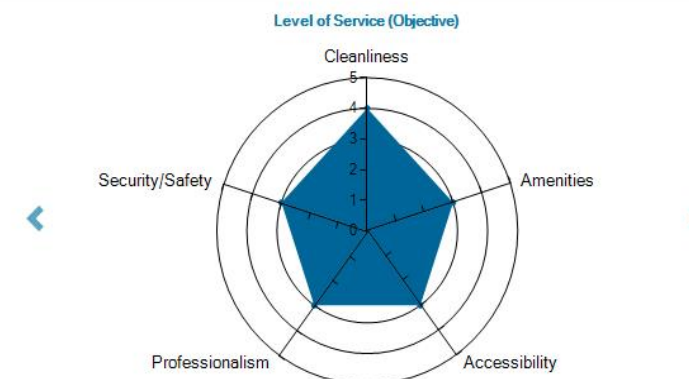 Level of Service (Objective)
Cleanliness
5
4
3
2
1
0
Security/Safety
Amenities
Professionalism
Accessibility